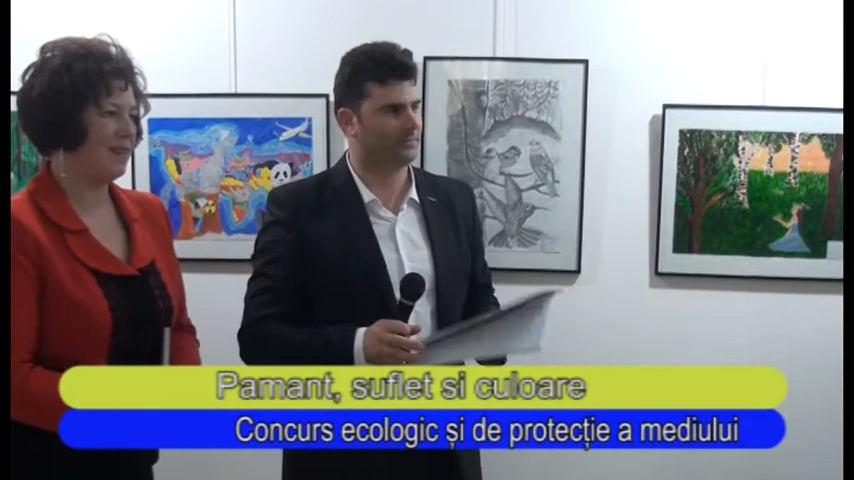 Pamant, suflet si culoare
Concurs ecologic și de protecție a mediului